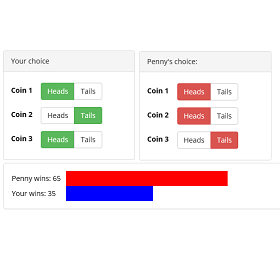 Your choice
Coin 1 Heads Tails
Coin 2 Heads Tails
Coin 3 Heads Tails
Penny's choice:
Coin 1 Heads Tails
Coin 2 Heads Tails
Coin 3 Heads Tails
Penny wins: 65
Your wins: 35